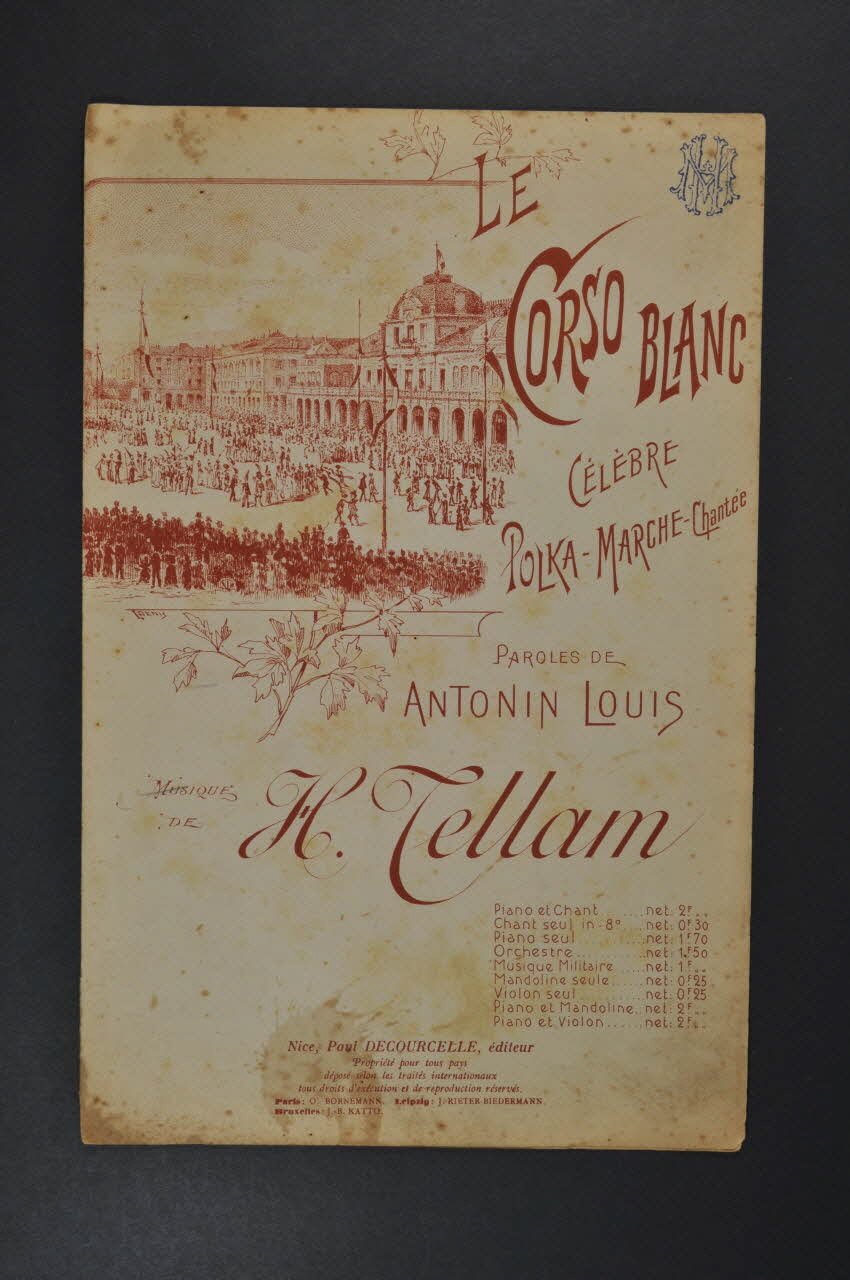 LE
CORSO BLANC
CÉLÈBRE
POLKA-MARCHE-Chantée
PAROLES DE
ANTONIN LOUIS
MUSIQUE
DE
H. Tellam
Piano et Chant ...... net: 2F ..
Chant seul in-8° ... net: 0F30
Piano seul .......... net: 1F70
Orchestre .......... net: 1F50
Musique Militaire ..... net: 1F ..
Mandoline seule ..... net: 0F25
Violon seul .......... net: 0F25
Piano et Mandoline .. net: 2F ..
Piano et Violon ...... net: 2F ..
Nice, Paul DECOURCELLE, éditeur
Propriété pour tous pays
déposé selon les traités internationaux
tous droits d'exécution et de reproduction réservés.
Paris: O. BORNEMANN. Leipzig: J. RIETER-BIEDERMANN.
Bruxelles: J.-B. KATTO.